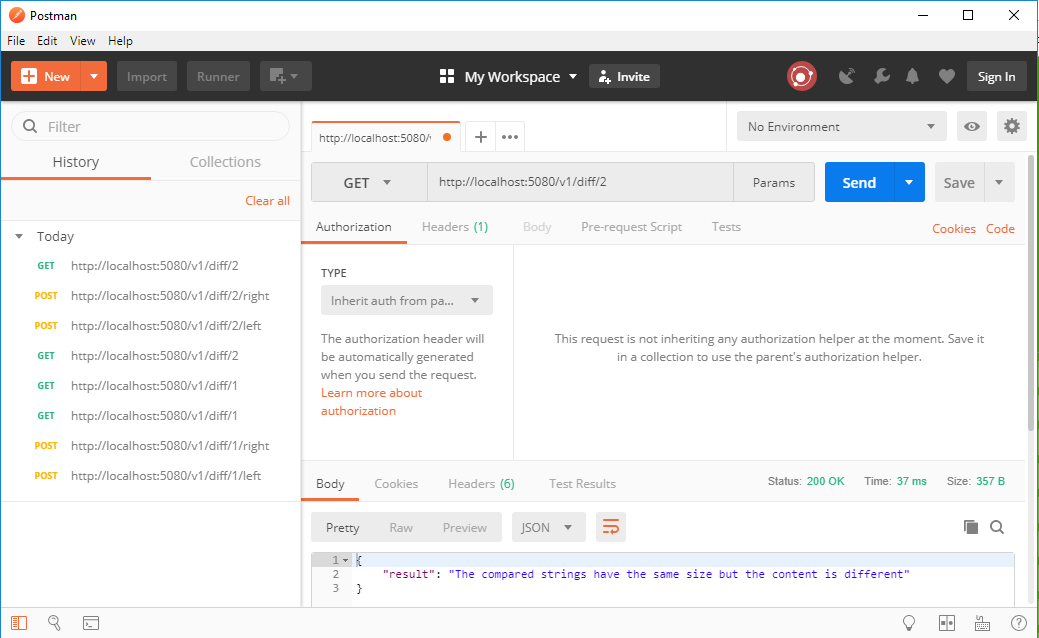 Postman
File Edit View Help
New Import Runner My Workspace Invite Sign In
Filter
History Collections
Clear all
Today
GET http://localhost:5080/v1/diff/2
POST http://localhost:5080/v1/diff/2/right
POST http://localhost:5080/v1/diff/2/left
GET http://localhost:5080/v1/diff/2
GET http://localhost:5080/v1/diff/1
GET http://localhost:5080/v1/diff/1
POST http://localhost:5080/v1/diff/1/right
POST http://localhost:5080/v1/diff/1/left
http://localhost:5080/
No Environment
GET http://localhost:5080/v1/diff/2 Params Send Save
Authorization Headers (1) Body Pre-request Script Tests Cookies Code
TYPE
Inherit auth from pa...
The authorization header will
be automatically generated
when you send the request.
Learn more about
authorization
This request is not inheriting any authorization helper at the moment. Save it
in a collection to use the parent's authorization helper.
Body Cookies Headers (6) Test Results Status: 200 OK Time: 37 ms Size: 357 B
Pretty Raw Preview JSON
1 {
2 "result": "The compared strings have the same size but the content is different"
3 }